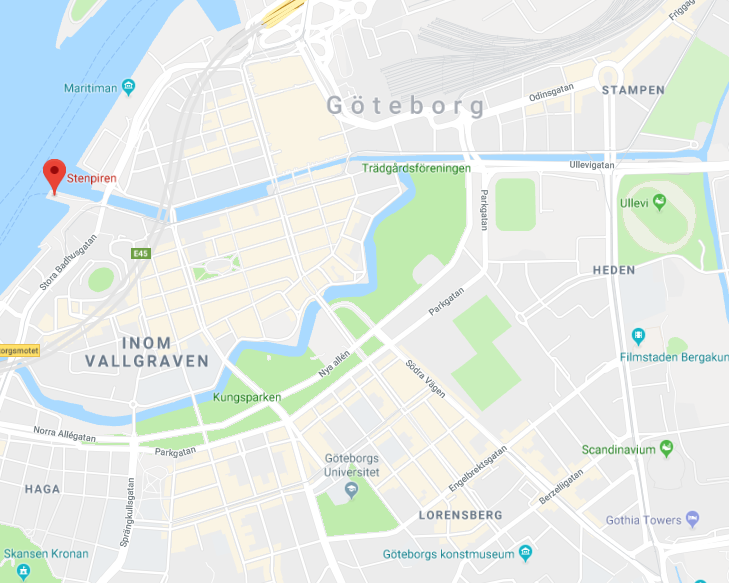 Friggag
Maritiman
Göteborg
Odinsgatan
STAMPEN
Stenpiren
Trädgårdsföreningen
Ullevigatan
Parkgatan
Ullevi
Stora Badhusgatan
E45
HEDEN
Parkgatan
INOM
VALLGRAVEN
orgsmotet
Filmstaden Bergakun
Nya allén
Södra Vägen
Kungsparken
Norra Allégatan
Parkgatan
Göteborgs
Universitet
Engelbrektsgatan
Scandinavium
HAGA
Sprängkullsgatan
Berzeliigatan
LORENSBERG
Gothia Towers
Skansen Kronan
Göteborgs konstmuseum